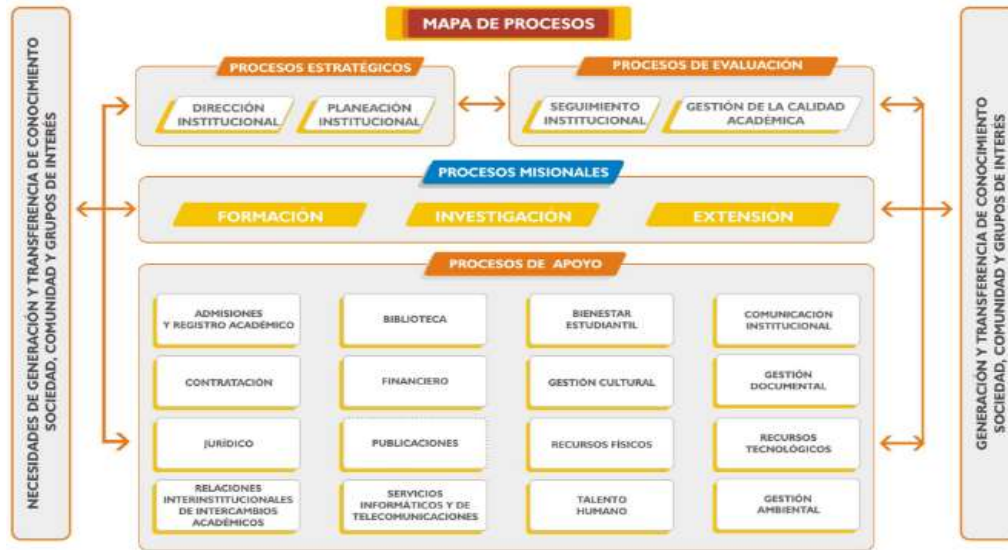 MAPA DE PROCESOS
NECESIDADES DE GENERACIÓN Y TRANSFERENCIA DE CONOCIMIENTO
SOCIEDAD, COMUNIDAD Y GRUPOS DE INTERÉS
PROCESOS ESTRATÉGICOS
DIRECCIÓN
INSTITUCIONAL
PLANEACIÓN
INSTITUCIONAL
PROCESOS DE EVALUACIÓN
SEGUIMIENTO
INSTITUCIONAL
GESTIÓN DE LA CALIDAD
ACADÉMICA
PROCESOS MISIONALES
FORMACIÓN
INVESTIGACIÓN
EXTENSIÓN
PROCESOS DE APOYO
ADMISIONES
Y REGISTRO ACADÉMICO
BIBLIOTECA
BIENESTAR
ESTUDIANTIL
COMUNICACIÓN
INSTITUCIONAL
CONTRATACIÓN
FINANCIERO
GESTIÓN CULTURAL
GESTIÓN
DOCUMENTAL
JURÍDICO
PUBLICACIONES
RECURSOS FÍSICOS
RECURSOS
TECNOLÓGICOS
RELACIONES
INTERINSTITUCIONALES
DE INTERCAMBIOS
ACADÉMICOS
SERVICIOS
INFORMÁTICOS Y DE
TELECOMUNICACIONES
TALENTO
HUMANO
GESTIÓN
AMBIENTAL
GENERACIÓN Y TRANSFERENCIA DE CONOCIMIENTO
SOCIEDAD, COMUNIDAD Y GRUPOS DE INTERÉS